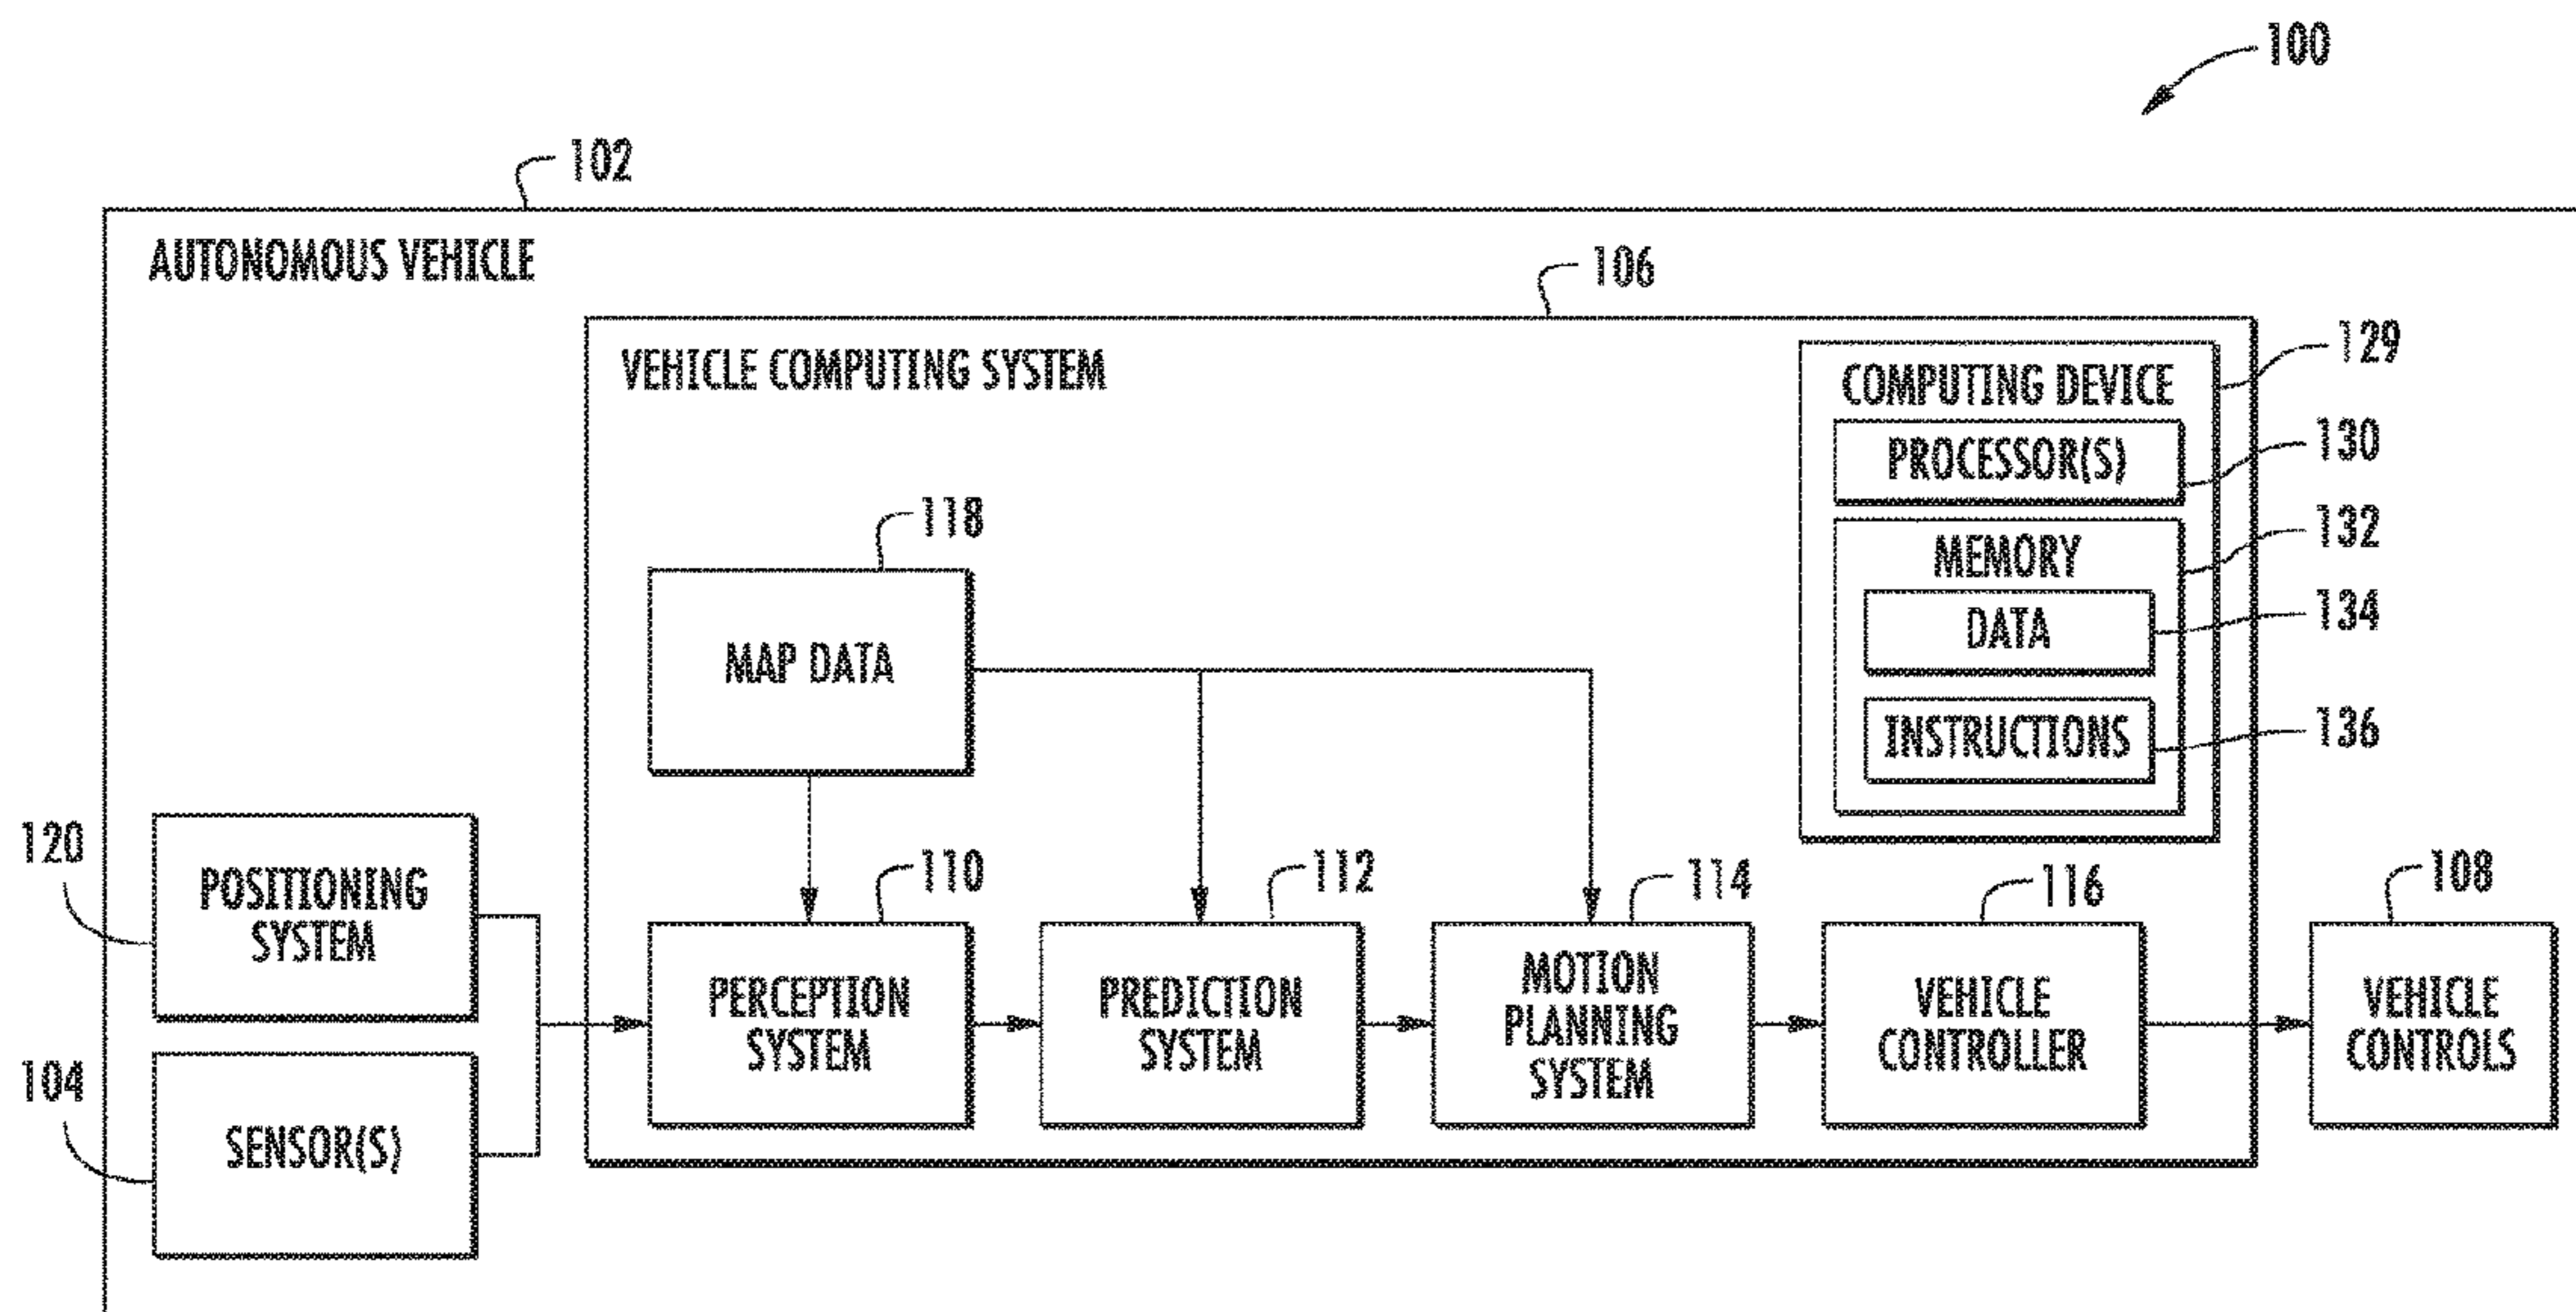 100
102
AUTONOMOUS VEHICLE
106
VEHICLE COMPUTING SYSTEM
129
COMPUTING DEVICE
130
PROCESSOR(S)
132
MEMORY
134
DATA
136
INSTRUCTIONS
118
MAP DATA
120
POSITIONING
SYSTEM
104
SENSOR(S)
110
PERCEPTION
SYSTEM
112
PREDICTION
SYSTEM
114
MOTION
PLANNING
SYSTEM
116
VEHICLE
CONTROLLER
108
VEHICLE
CONTROLS